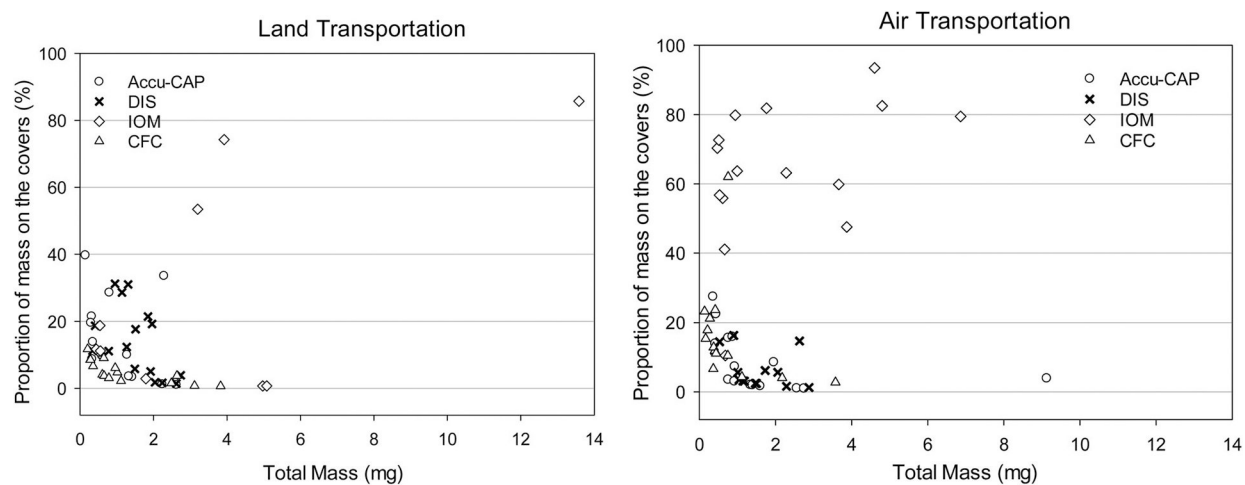 Land Transportation
Proportion of mass on the covers (%)
100
80
60
40
20
0
Accu-CAP
DIS
IOM
CFC
0 2 4 6 8 10 12 14
Total Mass (mg)
Air Transportation
Proportion of mass on the covers (%)
100
80
60
40
20
0
Accu-CAP
DIS
IOM
CFC
0 2 4 6 8 10 12 14
Total Mass (mg)